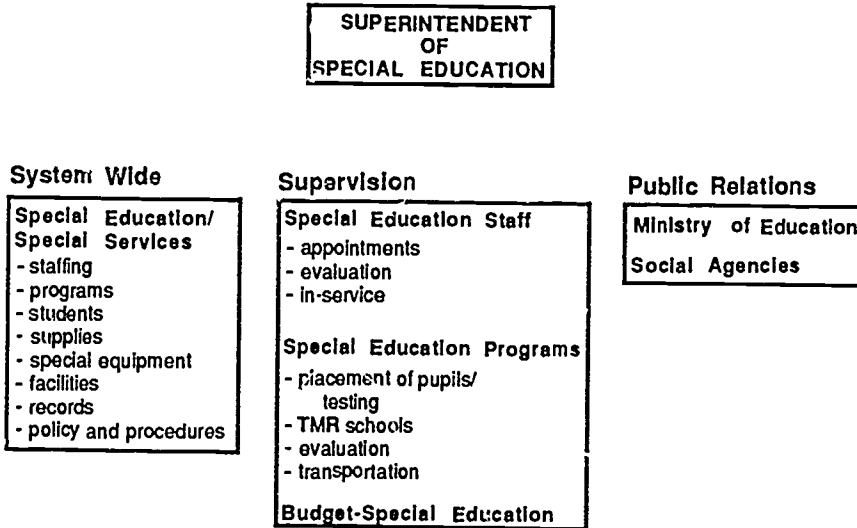 SUPERINTENDENT
OF
SPECIAL EDUCATION
System Wide
Special Education/
Special Services
- staffing
- programs
- students
- supplies
- special equipment
- facilities
- records
- policy and procedures
Supervision
Special Education Staff
- appointments
- evaluation
- in-service
Special Education Programs
- placement of pupils/
testing
- TMR schools
- evaluation
- transportation
Budget-Special Education
Public Relations
Ministry of Education
Social Agencies